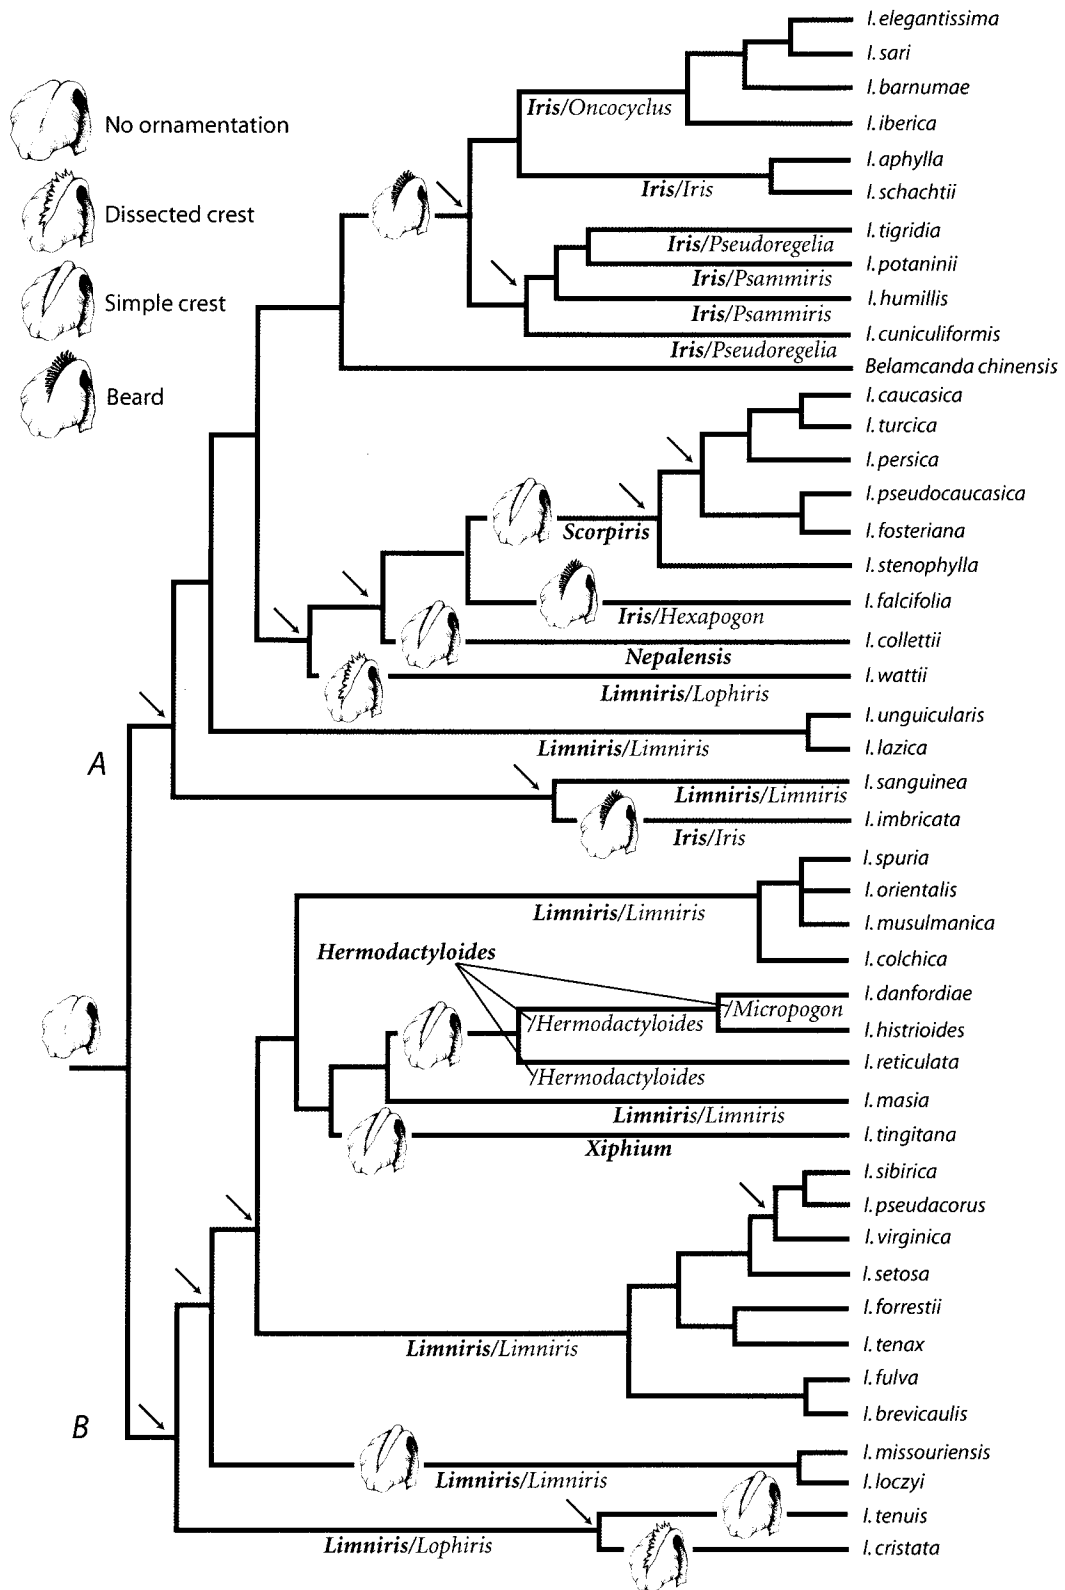 No ornamentation
Dissected crest
Simple crest
Beard
I. elegantissima
I. sari
I. barnumae
Iris/Oncocyclus
I. iberica
I. aphylla
Iris/Iris
I. schachtii
I. tigridia
Iris/Pseudoregelia
I. potaninii
Iris/Psammiris
I. humillis
Iris/Psammiris
I. cuniculiformis
Iris/Pseudoregelia
Belamcanda chinensis
I. caucasica
I. turcica
I. persica
I. pseudocaucasica
Scorpiris
I. fosteriana
I. stenophylla
I. falcifolia
Iris/Hexapogon
I. collettii
Nepalensis
I. wattii
Limniris/Lophiris
I. unguicularis
Limniris/Limniris
I. lazica
A
I. sanguinea
Limniris/Limniris
I. imbricata
Iris/Iris
I. spuria
I. orientalis
Limniris/Limniris
I. musulmanica
Hermodactyloides
I. colchica
I. danfordiae
/Micropogon
/Hermodactyloides
I. histrioides
I. reticulata
/Hermodactyloides
I. masia
Limniris/Limniris
I. tingitana
Xiphium
I. sibirica
I. pseudacorus
I. virginica
I. setosa
I. forrestii
I. tenax
Limniris/Limniris
I. fulva
I. brevicaulis
B
I. missouriensis
Limniris/Limniris
I. loczyi
I. tenuis
Limniris/Lophiris
I. cristata